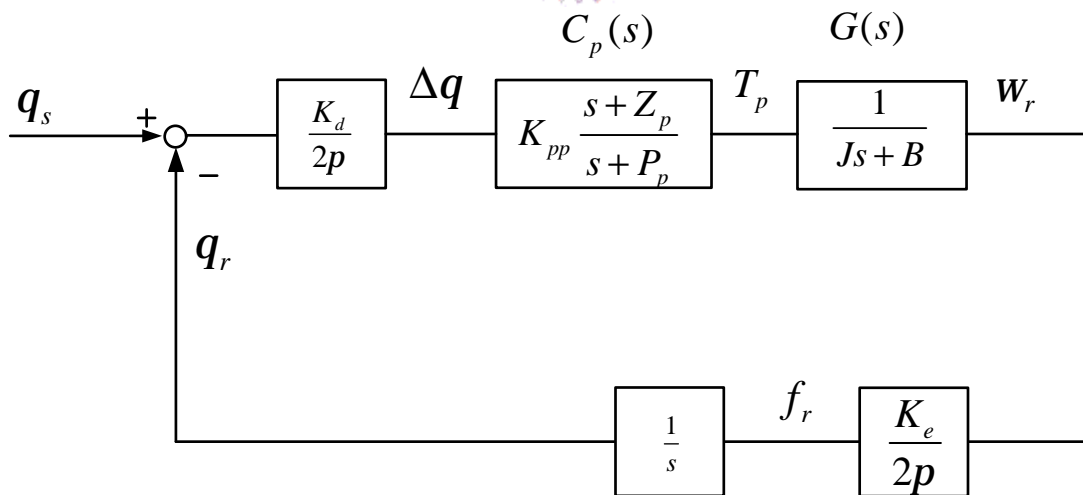 C_p(s)
G(s)
q_s
+
−
K_d / 2p
Δq
K_pp (s + Z_p) / (s + P_p)
T_p
1 / (Js + B)
w_r
q_r
1 / s
f_r
K_e / 2p